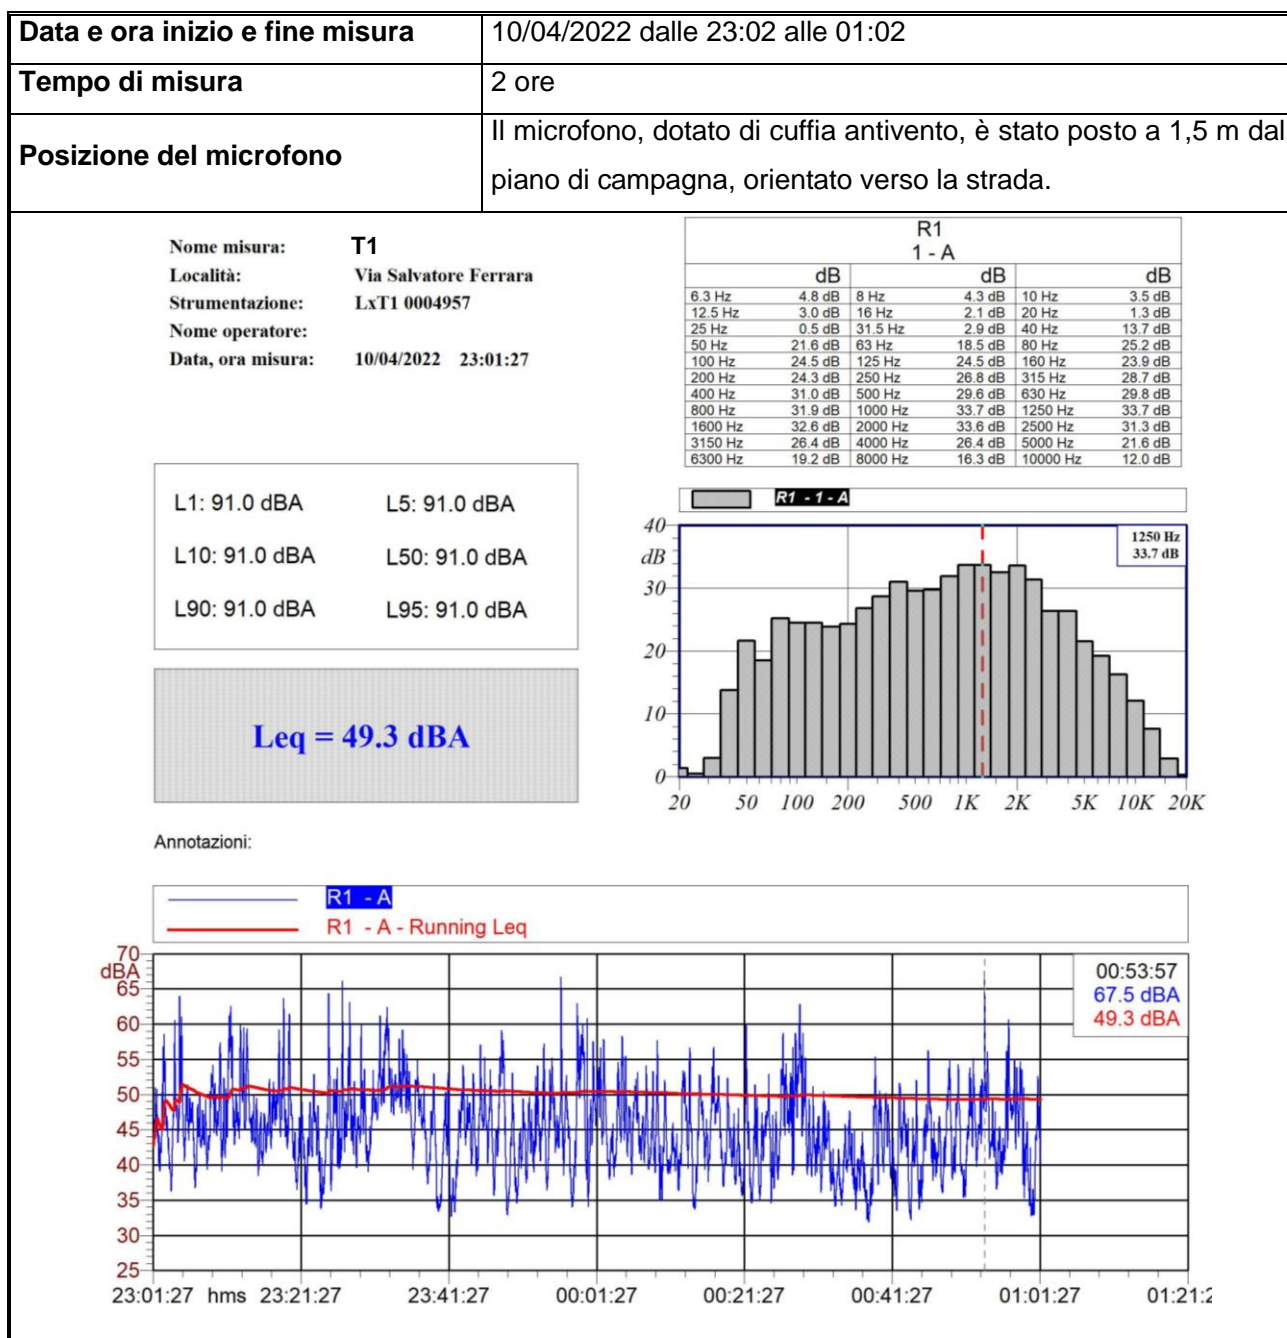 Data e ora inizio e fine misura 10/04/2022 dalle 23:02 alle 01:02
Tempo di misura 2 ore
Posizione del microfono Il microfono, dotato di cuffia antivento, è stato posto a 1,5 m dal
piano di campagna, orientato verso la strada.
Nome misura: T1
Località: Via Salvatore Ferrara
Strumentazione: LxT1 0004957
Nome operatore:
Data, ora misura: 10/04/2022 23:01:27
R1
1 - A
dB dB dB
6.3 Hz 4.8 dB 8 Hz 4.3 dB 10 Hz 3.5 dB
12.5 Hz 3.0 dB 16 Hz 2.1 dB 20 Hz 1.3 dB
25 Hz 0.5 dB 31.5 Hz 2.9 dB 40 Hz 13.7 dB
50 Hz 21.6 dB 63 Hz 18.5 dB 80 Hz 25.2 dB
100 Hz 24.5 dB 125 Hz 24.5 dB 160 Hz 23.9 dB
200 Hz 24.3 dB 250 Hz 26.8 dB 315 Hz 28.7 dB
400 Hz 31.0 dB 500 Hz 29.6 dB 630 Hz 29.8 dB
800 Hz 31.9 dB 1000 Hz 33.7 dB 1250 Hz 33.7 dB
1600 Hz 32.6 dB 2000 Hz 33.6 dB 2500 Hz 31.3 dB
3150 Hz 26.4 dB 4000 Hz 26.4 dB 5000 Hz 21.6 dB
6300 Hz 19.2 dB 8000 Hz 16.3 dB 10000 Hz 12.0 dB
L1: 91.0 dBA L5: 91.0 dBA
L10: 91.0 dBA L50: 91.0 dBA
L90: 91.0 dBA L95: 91.0 dBA
Leq = 49.3 dBA
R1 - 1 - A
40
dB
30
20
10
0
1250 Hz
33.7 dB
20 50 100 200 500 1K 2K 5K 10K 20K
Annotazioni:
R1 - A
R1 - A - Running Leq
70
dBA
65
60
55
50
45
40
35
30
25
00:53:57
67.5 dBA
49.3 dBA
23:01:27 hms 23:21:27 23:41:27 00:01:27 00:21:27 00:41:27 01:01:27 01:21:2